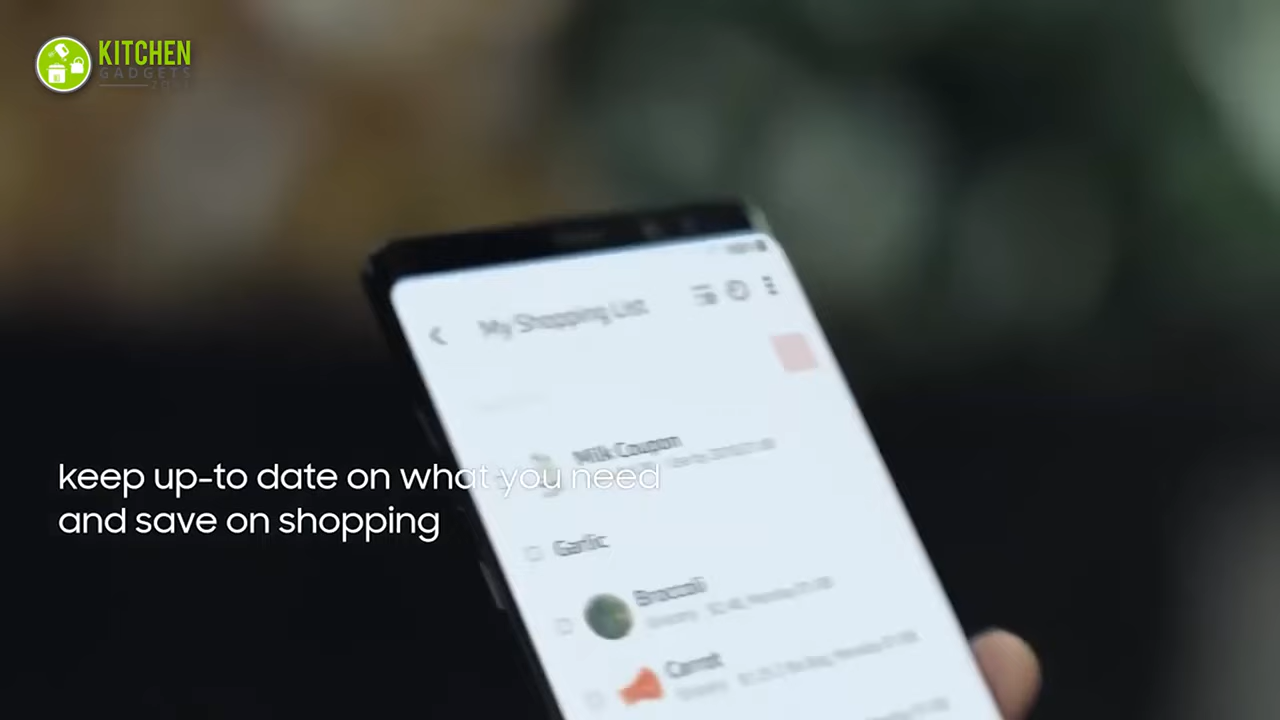 KITCHEN
GADGETS
My Shopping List
Milk Coupon
keep up-to date on what you need
and save on shopping
Garlic
Broccoli
Carrot